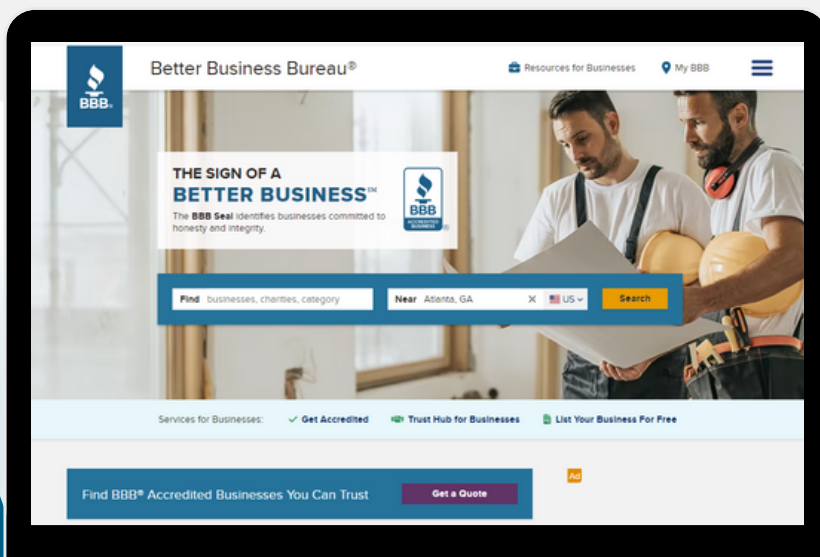 BBB®
Better Business Bureau®
Resources for Businesses
My BBB
THE SIGN OF A
BETTER BUSINESS℠
The BBB Seal identifies businesses committed to
honesty and integrity.
BBB
ACCREDITED
BUSINESS
®
Find businesses, charities, category
Near Atlanta, GA
US
Search
Services for Businesses:
Get Accredited
Trust Hub for Businesses
List Your Business For Free
Find BBB® Accredited Businesses You Can Trust
Get a Quote
Ad